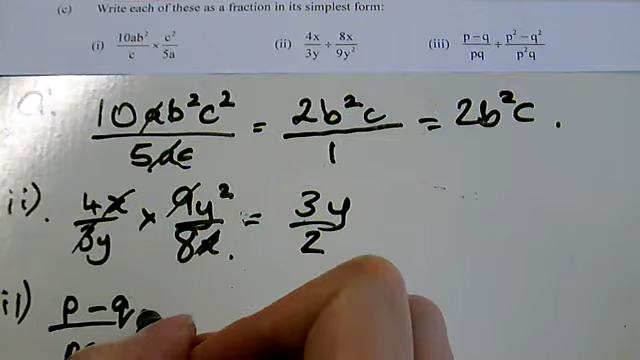 (c) Write each of these as a fraction in its simplest form:
(i) 10ab²/c × c²/5a (ii) 4x/3y ÷ 8x/9y² (iii) p−q/pq ÷ p²−q²/p²q
10ab²c²/5ac = 2b²c/1 = 2b²c.
ii). 4x/3y × 9y²/8x. = 3y/2
p−q